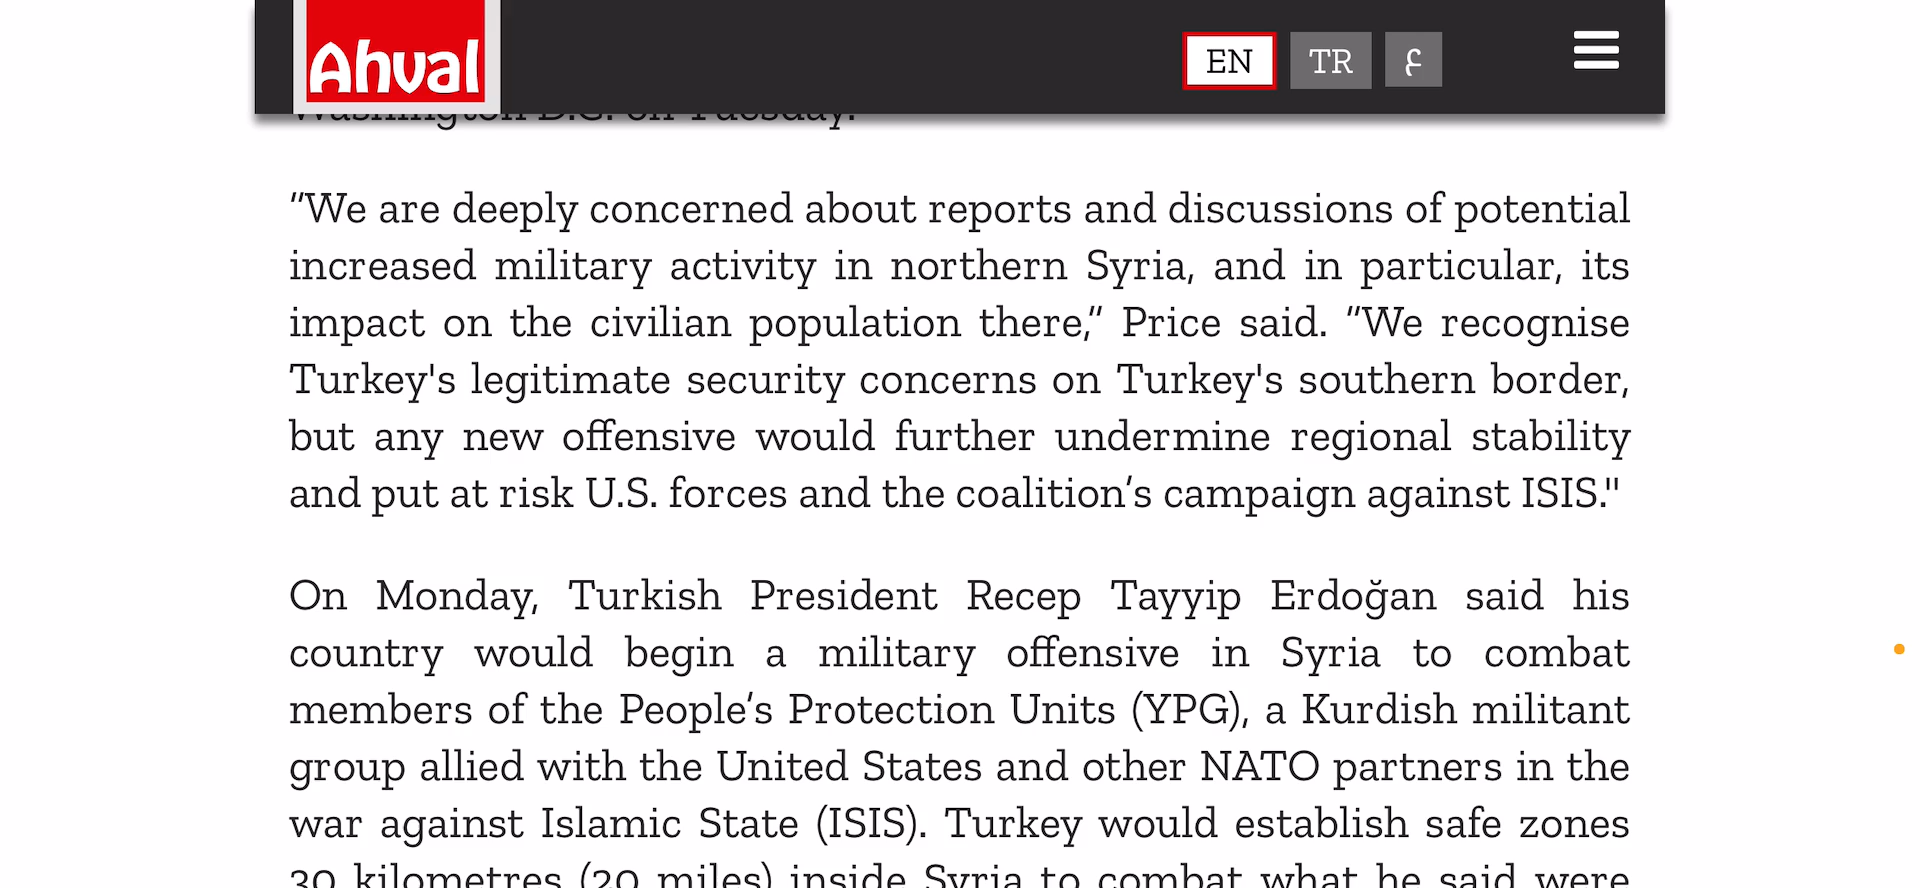 Ahval
EN TR ع
Washington D.C. on Tuesday.
“We are deeply concerned about reports and discussions of potential
increased military activity in northern Syria, and in particular, its
impact on the civilian population there,” Price said. “We recognise
Turkey's legitimate security concerns on Turkey's southern border,
but any new offensive would further undermine regional stability
and put at risk U.S. forces and the coalition’s campaign against ISIS."
On Monday, Turkish President Recep Tayyip Erdoğan said his
country would begin a military offensive in Syria to combat
members of the People’s Protection Units (YPG), a Kurdish militant
group allied with the United States and other NATO partners in the
war against Islamic State (ISIS). Turkey would establish safe zones
30 kilometres (20 miles) inside Syria to combat what he said were